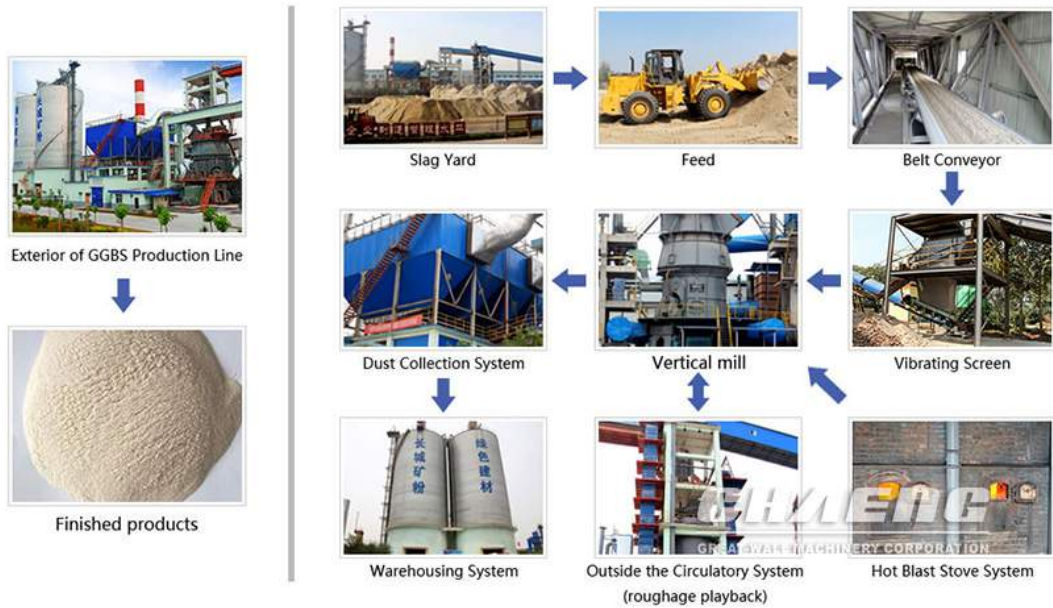 Slag Yard
Feed
Belt Conveyor
Exterior of GGBS Production Line
Dust Collection System
Vertical mill
Vibrating Screen
长城矿粉
绿色建材
Finished products
CHAENG
GREAT WALL MACHINERY CORPORATION
Warehousing System
Outside the Circulatory System
(roughage playback)
Hot Blast Stove System